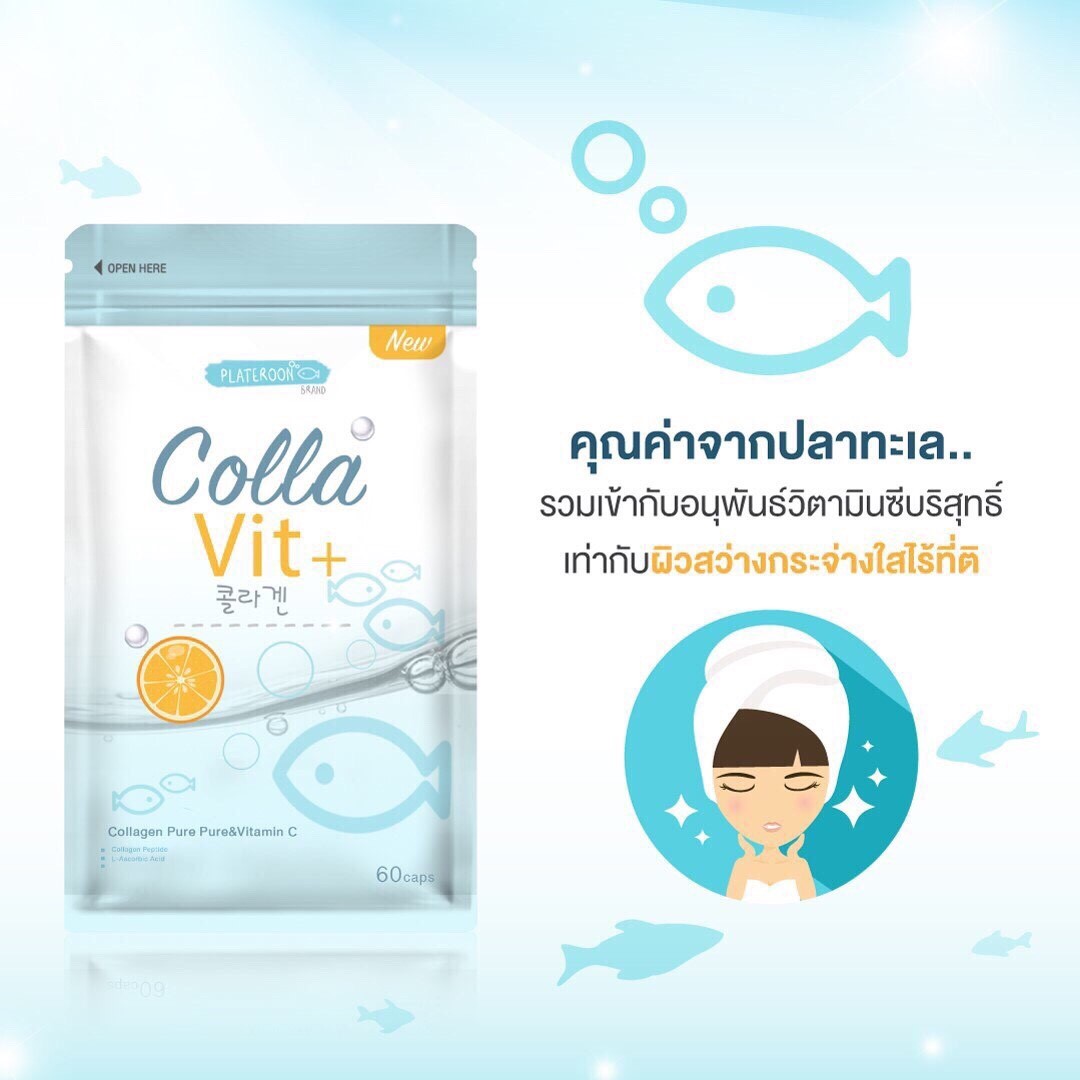 OPEN HERE
New
PLATEROON
BRAND
Colla
Vit+
콜라겐
Collagen Pure Pure&Vitamin C
Collagen Peptide
L-Ascorbic Acid
60caps
คุณค่าจากปลาทะเล..
รวมเข้ากับอนุพันธ์วิตามินซีบริสุทธิ์
เท่ากับผิวสว่างกระจ่างใสไร้ที่ติ